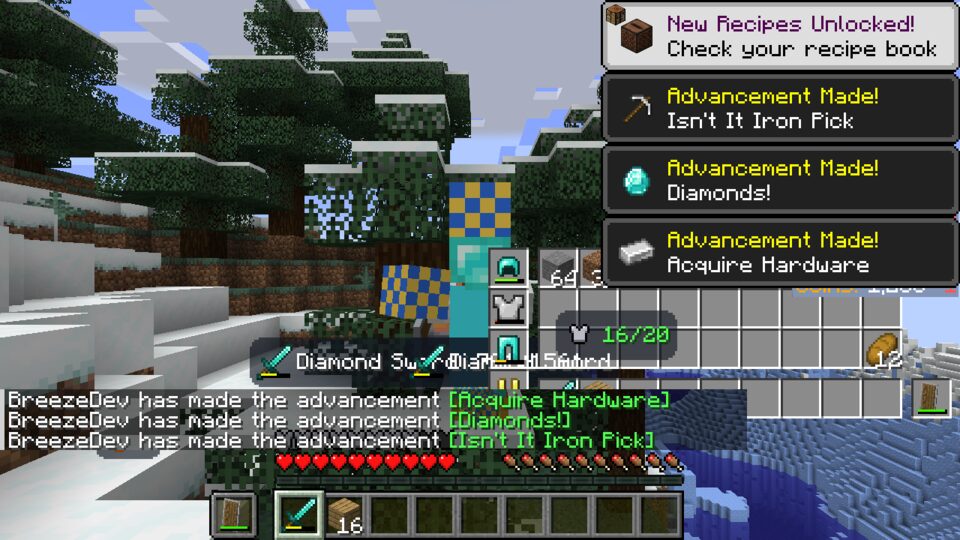 New Recipes Unlocked!
Check your recipe book
Advancement Made!
Isn't It Iron Pick
Advancement Made!
Diamonds!
Advancement Made!
Acquire Hardware
64
16/20
12
Diamond Sword
BreezeDev has made the advancement [Acquire Hardware]
BreezeDev has made the advancement [Diamonds!]
BreezeDev has made the advancement [Isn't It Iron Pick]
16